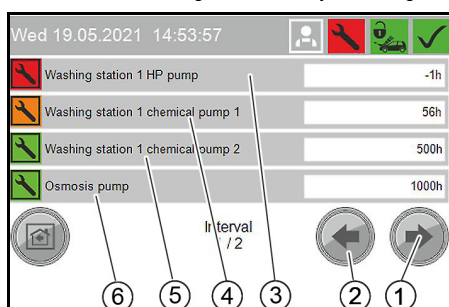 Wed 19.05.2021 14:53:57
Washing station 1 HP pump -1h
Washing station 1 chemical pump 1 56h
Washing station 1 chemical pump 2 500h
Osmosis pump 1000h
Interval
1 / 2
6 5 4 3 2 1